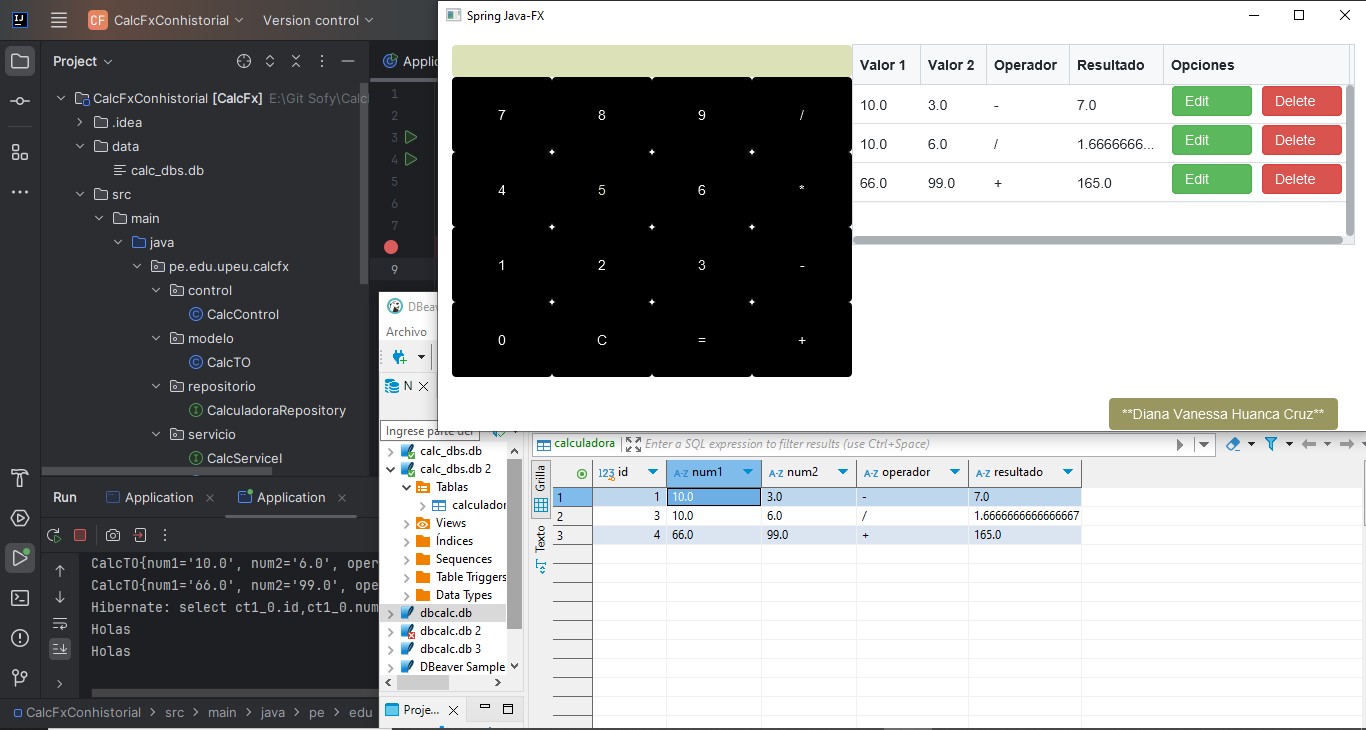 CF CalcFxConhistorial Version control
Project
CalcFxConhistorial [CalcFx] E:\Git Sofy\Calc
.idea
data
calc_dbs.db
src
main
java
pe.edu.upeu.calcfx
control
CalcControl
modelo
CalcTO
repositorio
CalculadoraRepository
servicio
CalcServiceI
Applic
1
2
3
4
5
6
7
9
Run Application Application
CalcTO{num1='10.0', num2='6.0', oper
CalcTO{num1='66.0', num2='99.0', ope
Hibernate: select ct1_0.id,ct1_0.num
Holas
Holas
CalcFxConhistorial > src > main > java > pe > edu
Spring Java-FX
7 8 9 /
4 5 6 *
1 2 3 -
0 C = +
Valor 1 Valor 2 Operador Resultado Opciones
10.0 3.0 - 7.0 Edit Delete
10.0 6.0 / 1.6666666... Edit Delete
66.0 99.0 + 165.0 Edit Delete
**Diana Vanessa Huanca Cruz**
DBeav
Archivo
N
Ingrese parte del
calc_dbs.db
calc_dbs.db 2
Tablas
calculador
Views
Índices
Sequences
Table Triggers
Data Types
dbcalc.db
dbcalc.db 2
dbcalc.db 3
DBeaver Sample
Proje...
calculadora Enter a SQL expression to filter results (use Ctrl+Space)
Grilla
Texto
123 id A-Z num1 A-Z num2 A-Z operador A-Z resultado
1 1 10.0 3.0 - 7.0
2 3 10.0 6.0 / 1.6666666666666667
3 4 66.0 99.0 + 165.0